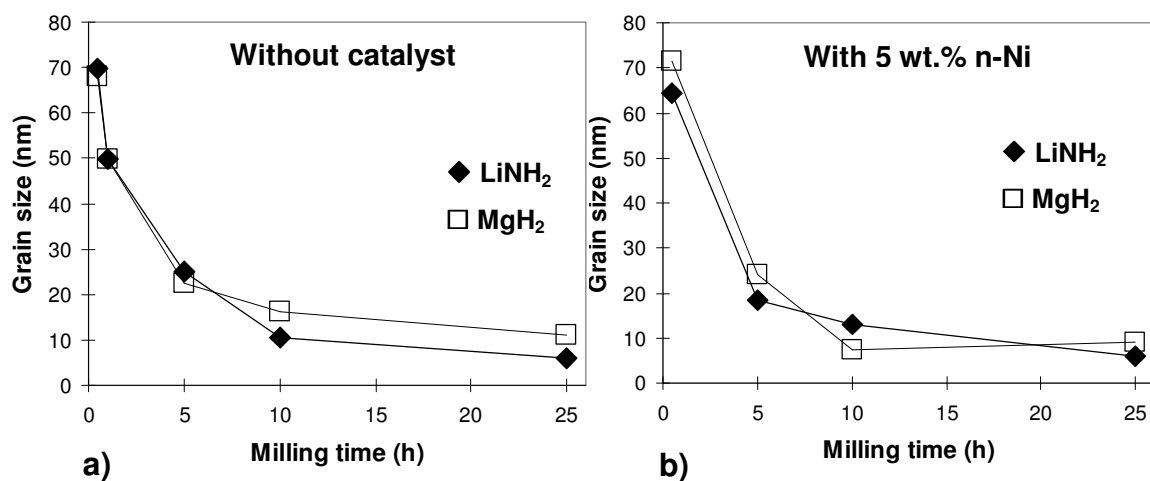 Without catalyst
Grain size (nm)
80
70
60
50
40
30
20
10
0
LiNH₂
MgH₂
0 5 10 15 20 25
Milling time (h)
a)
With 5 wt.% n-Ni
Grain size (nm)
80
70
60
50
40
30
20
10
0
LiNH₂
MgH₂
0 5 10 15 20 25
Milling time (h)
b)